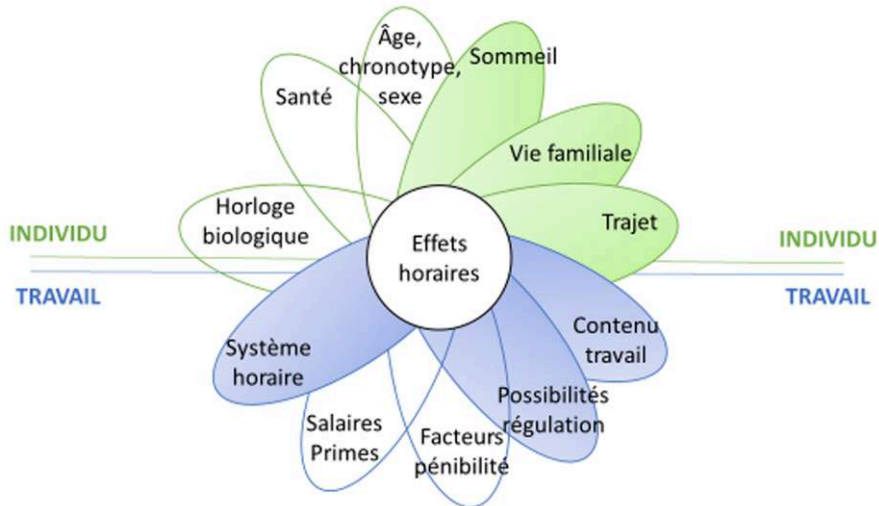 Âge,
chronotype,
sexe
Sommeil
Santé
Vie familiale
Horloge
biologique
Trajet
INDIVIDU
INDIVIDU
Effets
horaires
TRAVAIL
TRAVAIL
Contenu
travail
Système
horaire
Possibilités
régulation
Salaires
Primes
Facteurs
pénibilité